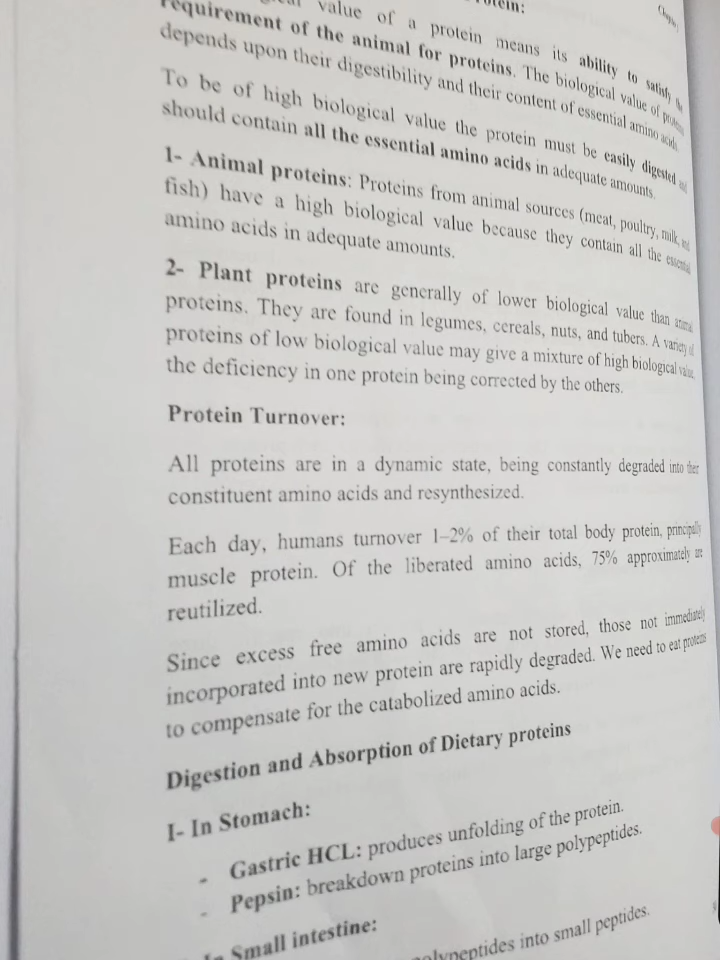 value of a protein means its ability to satisfy the
requirement of the animal for proteins. The biological value of proteins
depends upon their digestibility and their content of essential amino acids.
To be of high biological value the protein must be easily digested and
should contain all the essential amino acids in adequate amounts.
1- Animal proteins: Proteins from animal sources (meat, poultry, milk, and
fish) have a high biological value because they contain all the essential
amino acids in adequate amounts.
2- Plant proteins are generally of lower biological value than animal
proteins. They are found in legumes, cereals, nuts, and tubers. A variety of
proteins of low biological value may give a mixture of high biological value,
the deficiency in one protein being corrected by the others.
Protein Turnover:
All proteins are in a dynamic state, being constantly degraded into their
constituent amino acids and resynthesized.
Each day, humans turnover 1–2% of their total body protein, principally
muscle protein. Of the liberated amino acids, 75% approximately are
reutilized.
Since excess free amino acids are not stored, those not immediately
incorporated into new protein are rapidly degraded. We need to eat proteins
to compensate for the catabolized amino acids.
Digestion and Absorption of Dietary proteins
I- In Stomach:
- Gastric HCL: produces unfolding of the protein.
- Pepsin: breakdown proteins into large polypeptides.
In Small intestine:
polypeptides into small peptides.